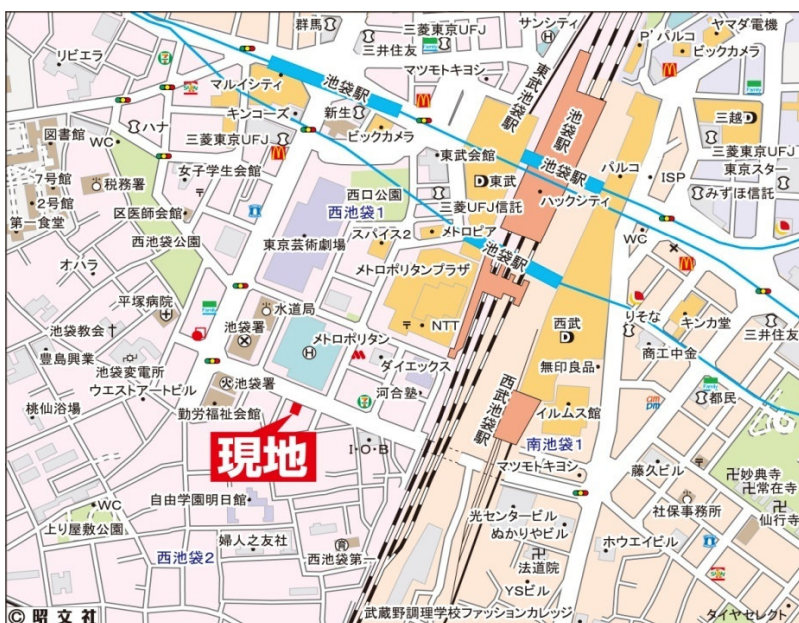 群馬
三菱東京UFJ
サンシティ
ヤマダ電機
リビエラ
三井住友
P'パルコ
ビックカメラ
マルイシティ
池袋駅
マツモトキヨシ
東武池袋駅
池袋駅
キンコーズ
新生
ビックカメラ
三越
図書館
WC
ハナ
三菱東京UFJ
東武会館
池袋駅
パルコ
三菱東京UFJ
7号館
税務署
女子学生会館
西口公園
東武
ISP
東京スター
2号館
区医師会館
西池袋1
三菱UFJ信託
ハックシティ
みずほ信託
第一食堂
西池袋公園
東京芸術劇場
スパイス2
メトロピア
池袋駅
WC
オハラ
メトロポリタンプラザ
平塚病院
水道局
NTT
西武
りそな
キンカ堂
池袋教会
池袋署
メトロポリタン
三井住友
豊島興業
池袋変電所
ダイエックス
無印良品
商工中金
ウエストアートビル
池袋署
河合塾
西武池袋駅
イルムス館
am
pm
都民
桃仙浴場
勤労福祉会館
現地
I・O・B
南池袋1
マツモトキヨシ
藤久ビル
妙典寺
常在寺
仙行寺
WC
自由学園明日館
社保事務所
上り屋敷公園
光センタービル
ぬかりやビル
ホウエイビル
西池袋2
婦人之友社
西池袋第一
法道院
YSビル
© 昭文社
武蔵野調理学校ファッションカレッジ
タイヤセレクト